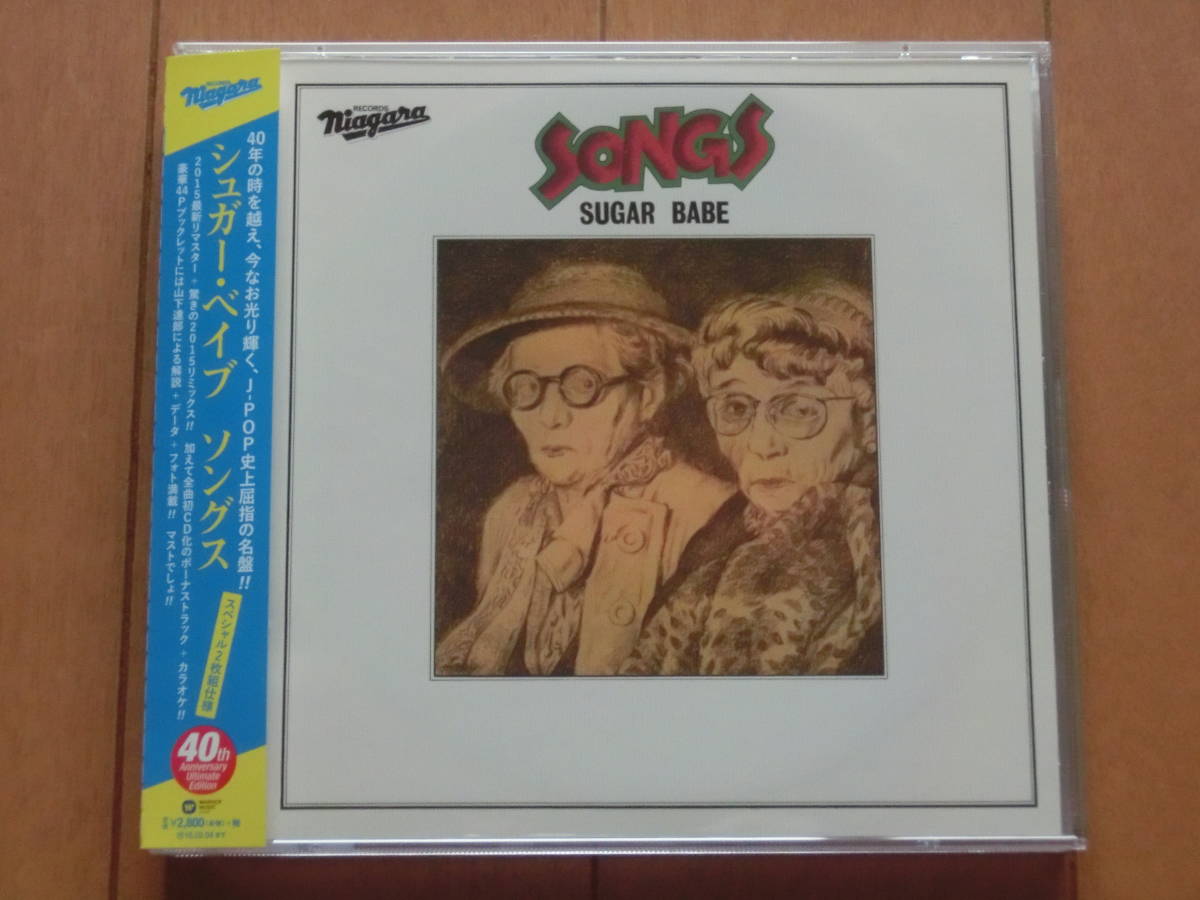 RECORDS
Niagara
40年の時を越え、今なお光り輝く、J-POP史上屈指の名盤!!
シュガー・ベイブ ソングス
2015最新リマスター + 驚きの2015リミックス!! 加えて全曲初CD化のボーナストラック + カラオケ!!
豪華44Pブックレットには山下達郎による解説 + データ + フォト満載!! マストでしょ!!
スペシャル2枚組仕様
40th
Anniversary
Ultimate
Edition
WARNER
MUSIC
¥2,800
RECORDS
Niagara
SONGS
SUGAR BABE